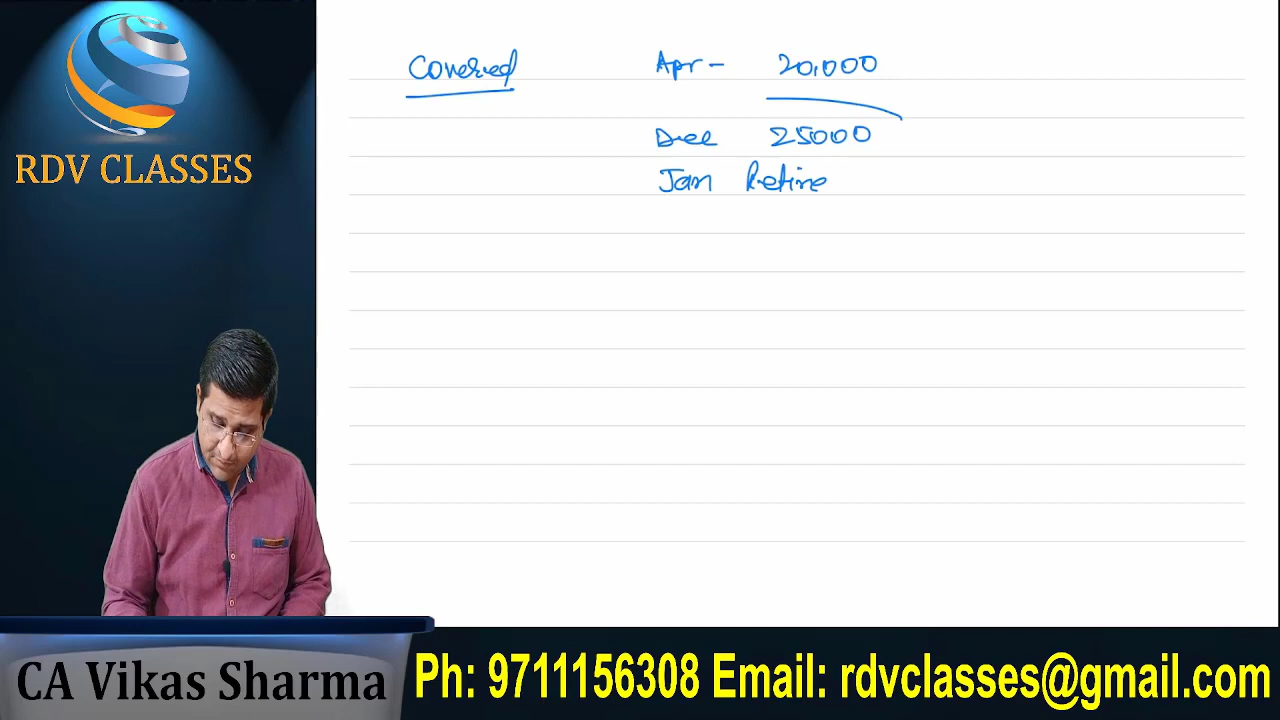 Covered
Apr - 20,000
Dec 25000
Jan Retire
RDV CLASSES
CA Vikas Sharma
Ph: 9711156308 Email: rdvclasses@gmail.com